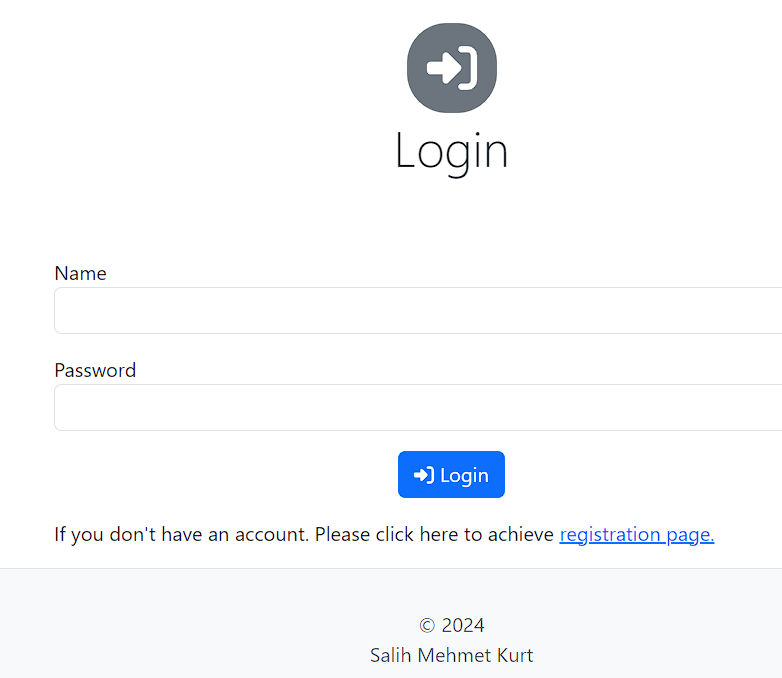 Login
Name
Password
Login
If you don't have an account. Please click here to achieve registration page.
© 2024
Salih Mehmet Kurt